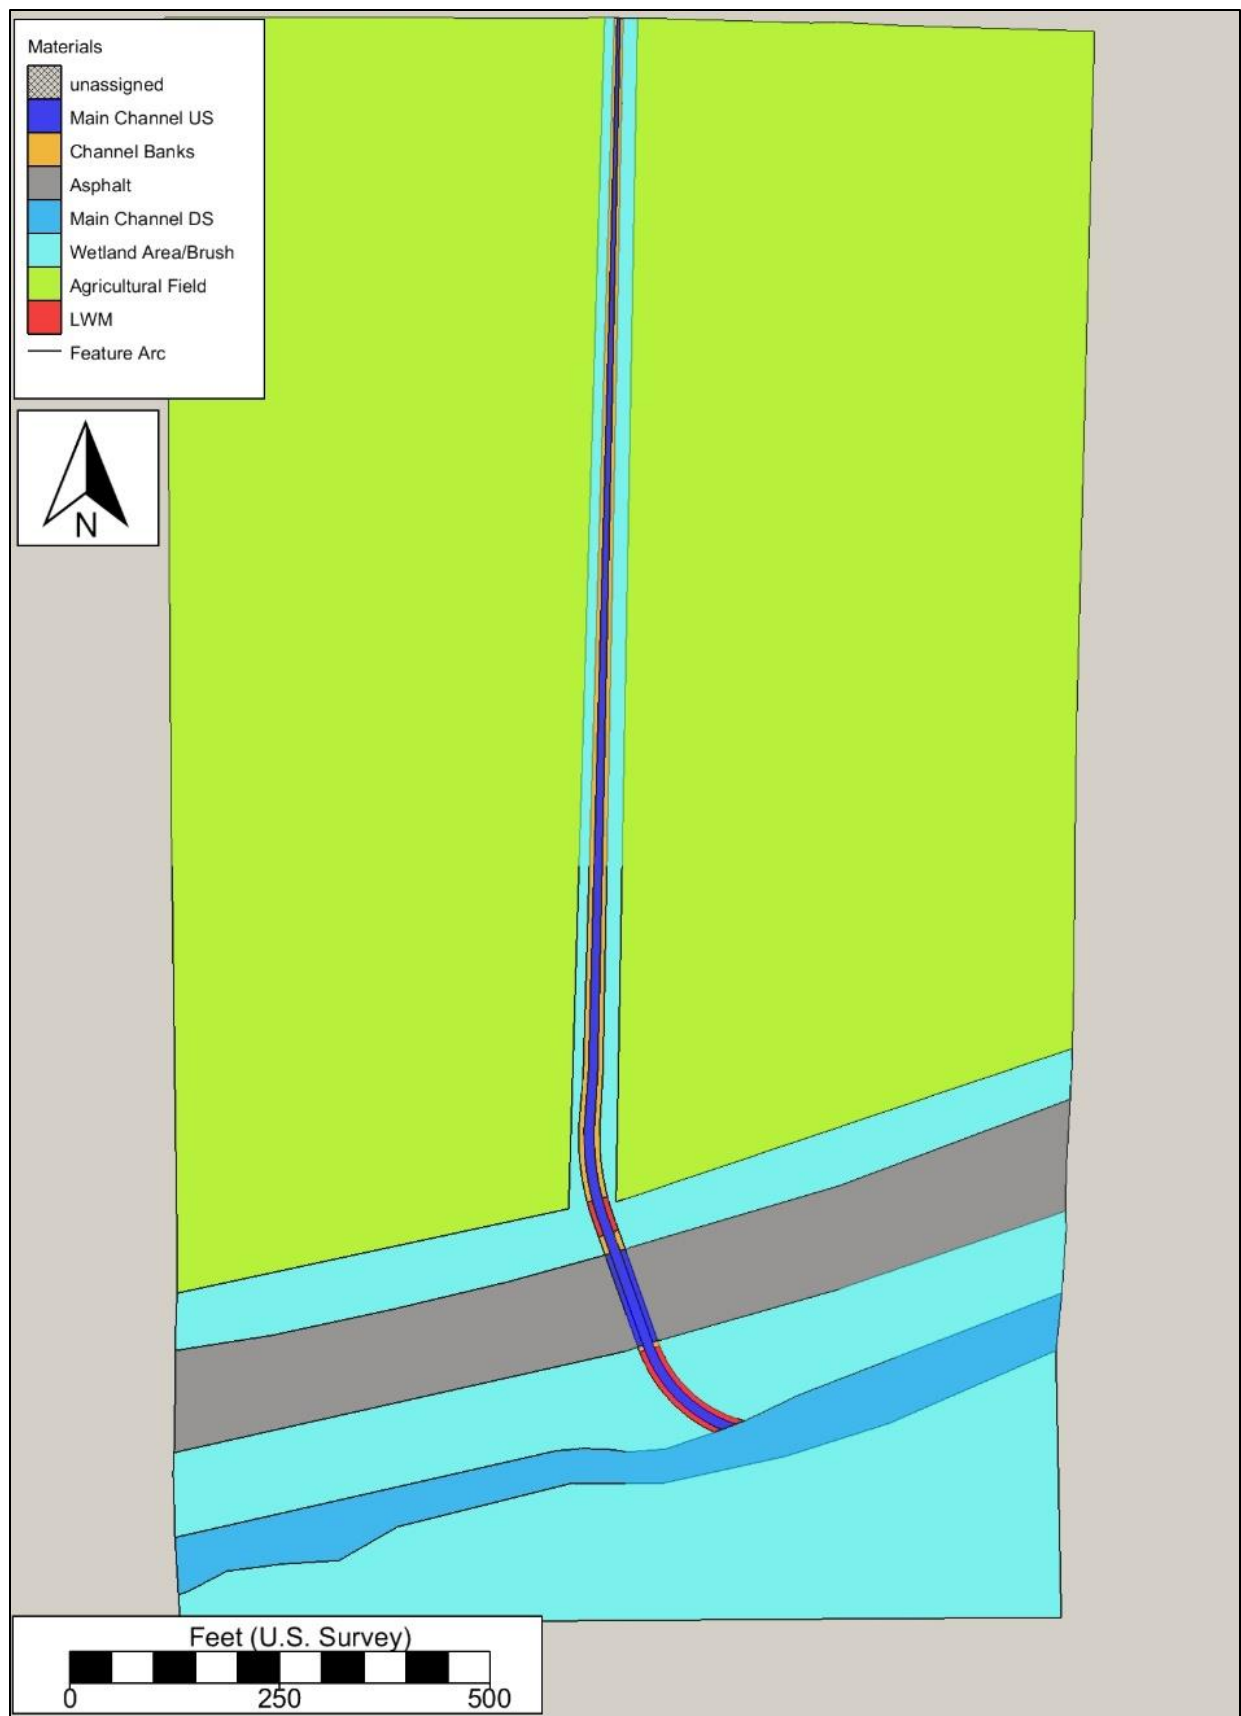 Materials
unassigned
Main Channel US
Channel Banks
Asphalt
Main Channel DS
Wetland Area/Brush
Agricultural Field
LWM
Feature Arc
N
Feet (U.S. Survey)
0 250 500